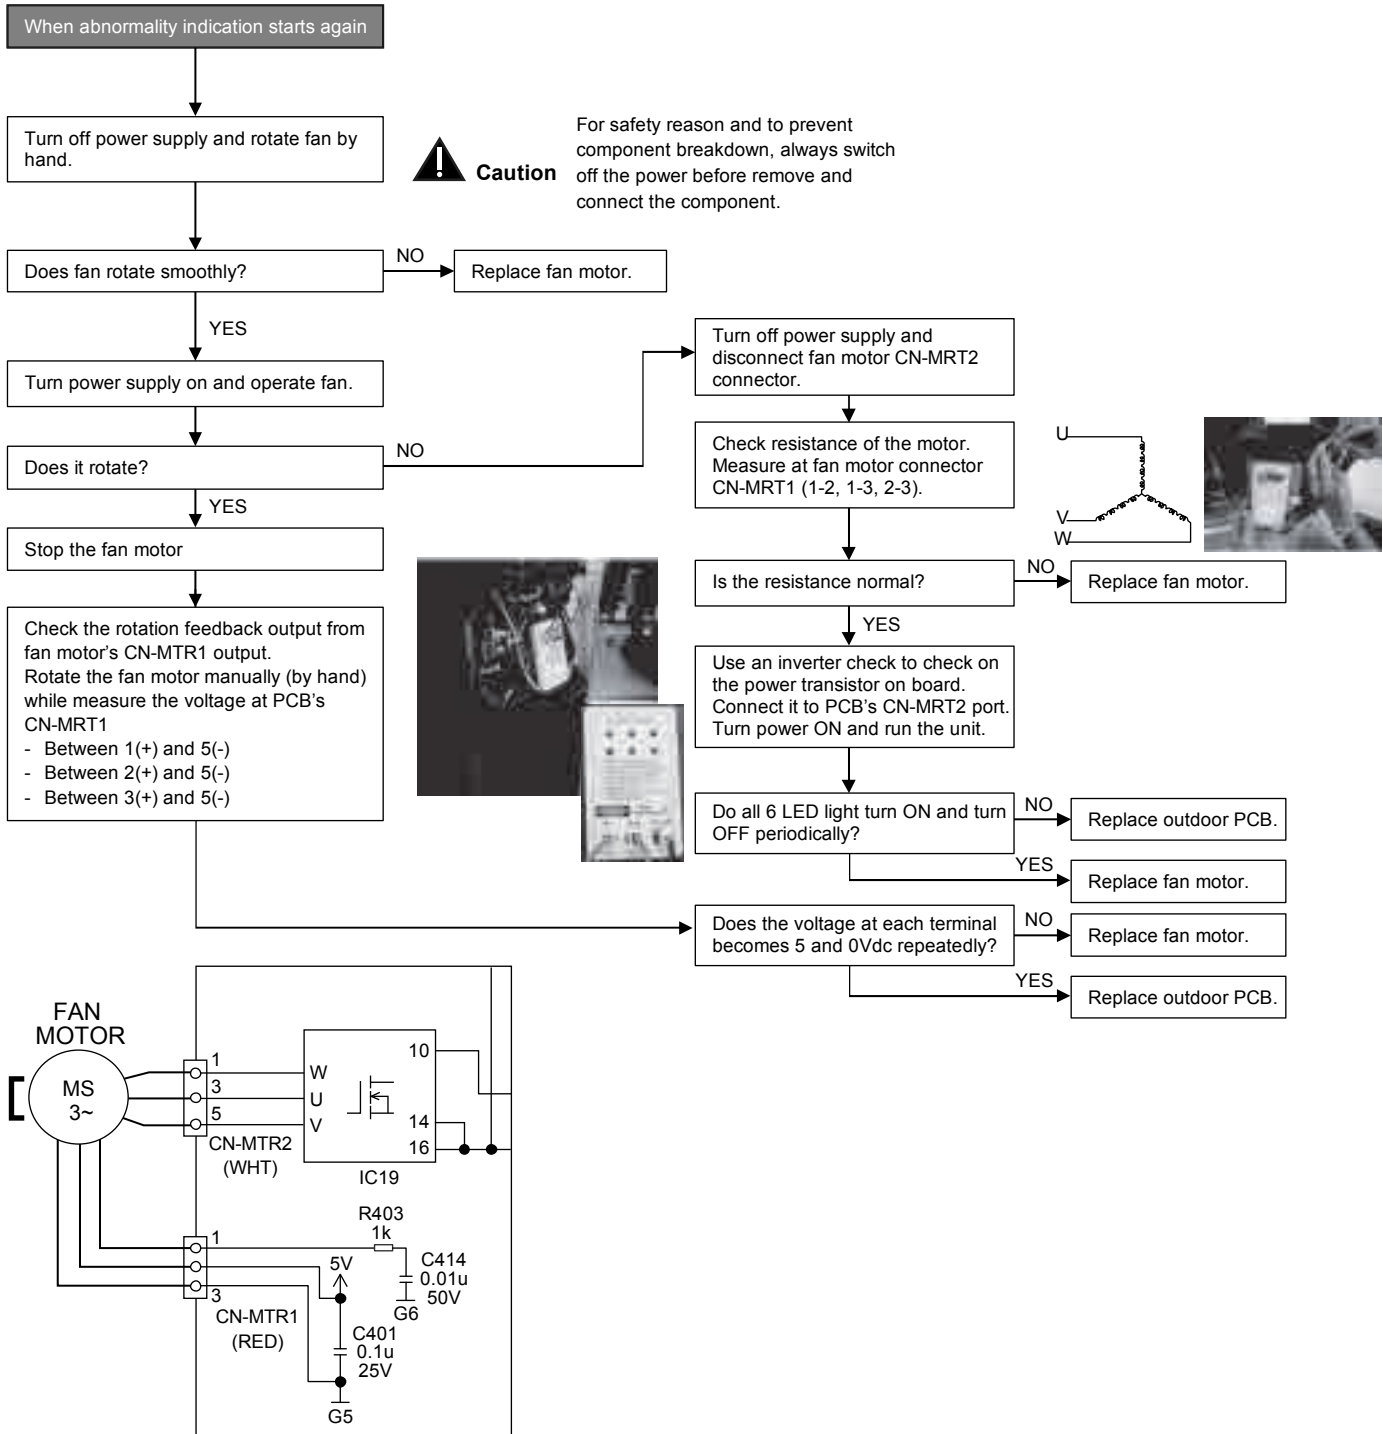 When abnormality indication starts again
Turn off power supply and rotate fan by
hand.
Caution
For safety reason and to prevent
component breakdown, always switch
off the power before remove and
connect the component.
Does fan rotate smoothly?
NO
Replace fan motor.
YES
Turn power supply on and operate fan.
Does it rotate?
NO
YES
Stop the fan motor
Check the rotation feedback output from
fan motor's CN-MTR1 output.
Rotate the fan motor manually (by hand)
while measure the voltage at PCB's
CN-MRT1
- Between 1(+) and 5(-)
- Between 2(+) and 5(-)
- Between 3(+) and 5(-)
Turn off power supply and
disconnect fan motor CN-MRT2
connector.
Check resistance of the motor.
Measure at fan motor connector
CN-MRT1 (1-2, 1-3, 2-3).
U
V
W
Is the resistance normal?
NO
Replace fan motor.
YES
Use an inverter check to check on
the power transistor on board.
Connect it to PCB's CN-MRT2 port.
Turn power ON and run the unit.
Do all 6 LED light turn ON and turn
OFF periodically?
NO
Replace outdoor PCB.
YES
Replace fan motor.
Does the voltage at each terminal
becomes 5 and 0Vdc repeatedly?
NO
Replace fan motor.
YES
Replace outdoor PCB.
FAN
MOTOR
MS
3~
1
3
5
CN-MTR2
(WHT)
W
U
V
10
14
16
IC19
R403
1k
1
3
CN-MTR1
(RED)
5V
C414
0.01u
50V
G6
C401
0.1u
25V
G5